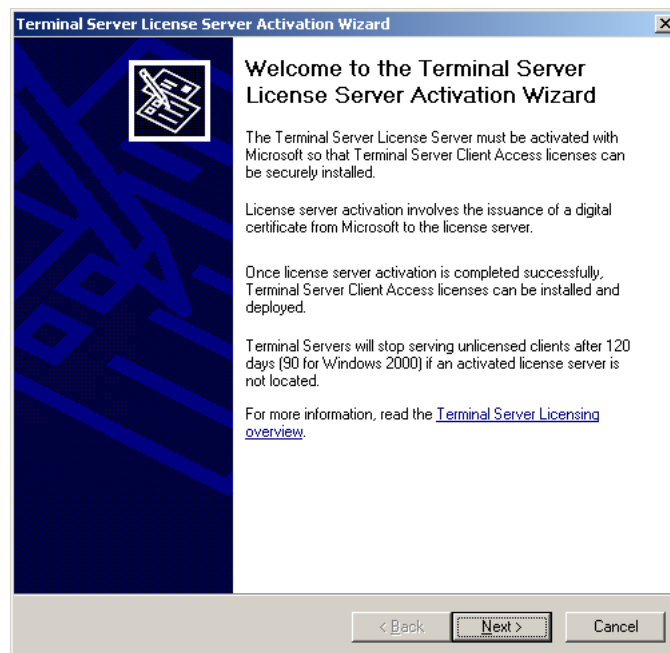 Terminal Server License Server Activation Wizard
Welcome to the Terminal Server
License Server Activation Wizard
The Terminal Server License Server must be activated with
Microsoft so that Terminal Server Client Access licenses can
be securely installed.
License server activation involves the issuance of a digital
certificate from Microsoft to the license server.
Once license server activation is completed successfully,
Terminal Server Client Access licenses can be installed and
deployed.
Terminal Servers will stop serving unlicensed clients after 120
days (90 for Windows 2000) if an activated license server is
not located.
For more information, read the Terminal Server Licensing
overview.
< Back
Next >
Cancel